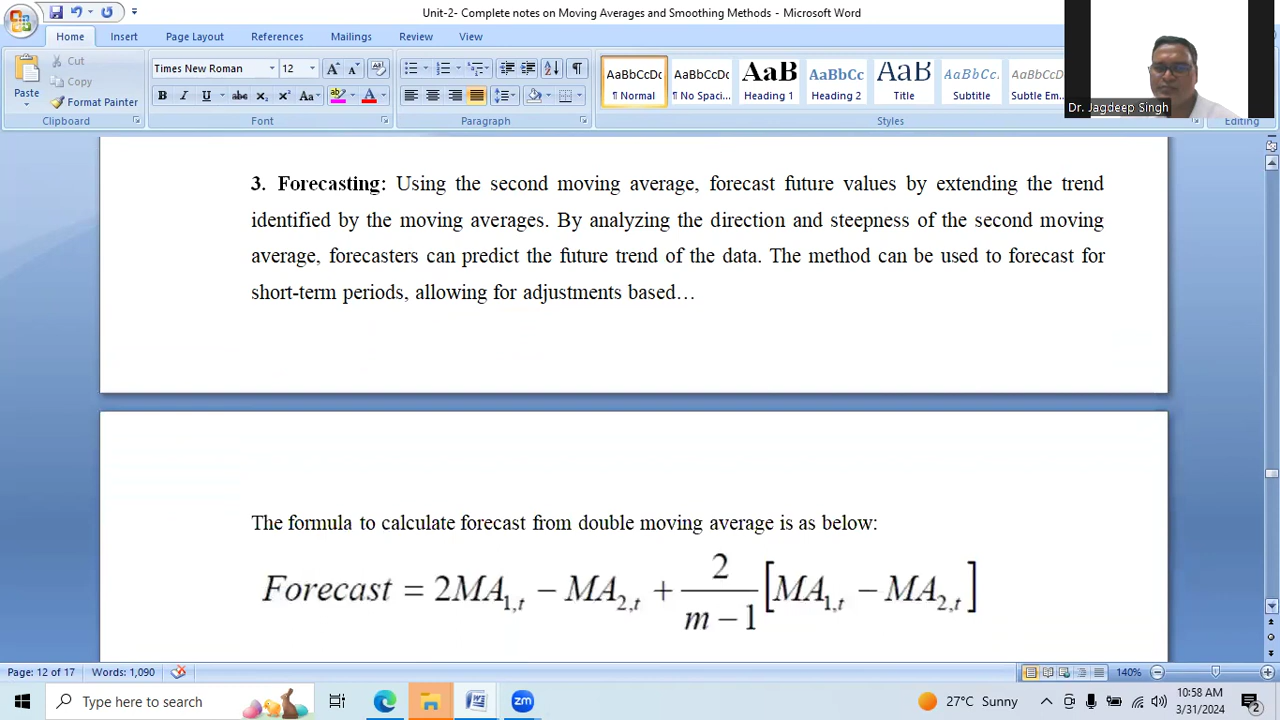 Unit-2- Complete notes on Moving Averages and Smoothing Methods - Microsoft Word
Home Insert Page Layout References Mailings Review View
Cut
Copy
Paste
Format Painter
Clipboard
Times New Roman 12
Font
Paragraph
AaBbCcDc AaBbCcDc AaB AaBbCc AaB AaBbCcL AaBbCcDc
¶ Normal ¶ No Spaci... Heading 1 Heading 2 Title Subtitle Subtle Em...
Styles
Editing
Dr. Jagdeep Singh
3. Forecasting: Using the second moving average, forecast future values by extending the trend
identified by the moving averages. By analyzing the direction and steepness of the second moving
average, forecasters can predict the future trend of the data. The method can be used to forecast for
short-term periods, allowing for adjustments based…
The formula to calculate forecast from double moving average is as below:
Forecast = 2MA1,t − MA2,t + 2/(m − 1) [MA1,t − MA2,t]
Page: 12 of 17 Words: 1,090 140%
Type here to search 27°C Sunny 10:58 AM
3/31/2024 2